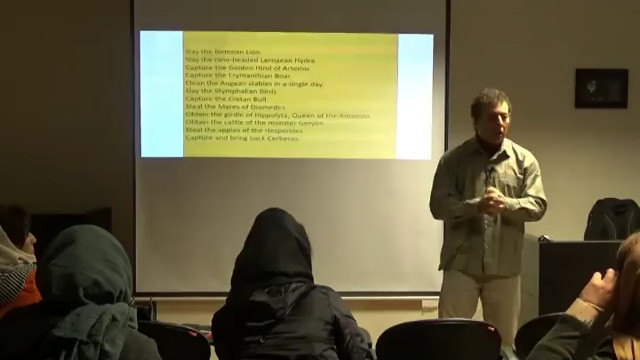 Slay the Nemean Lion
Slay the nine-headed Lernaean Hydra
Capture the Golden Hind of Artemis
Capture the Erymanthian Boar
Clean the Augean stables in a single day.
Slay the Stymphalian Birds
Capture the Cretan Bull
Steal the Mares of Diomedes
Obtain the girdle of Hippolyta, Queen of the Amazons
Obtain the cattle of the monster Geryon
Steal the apples of the Hesperides
Capture and bring back Cerberus